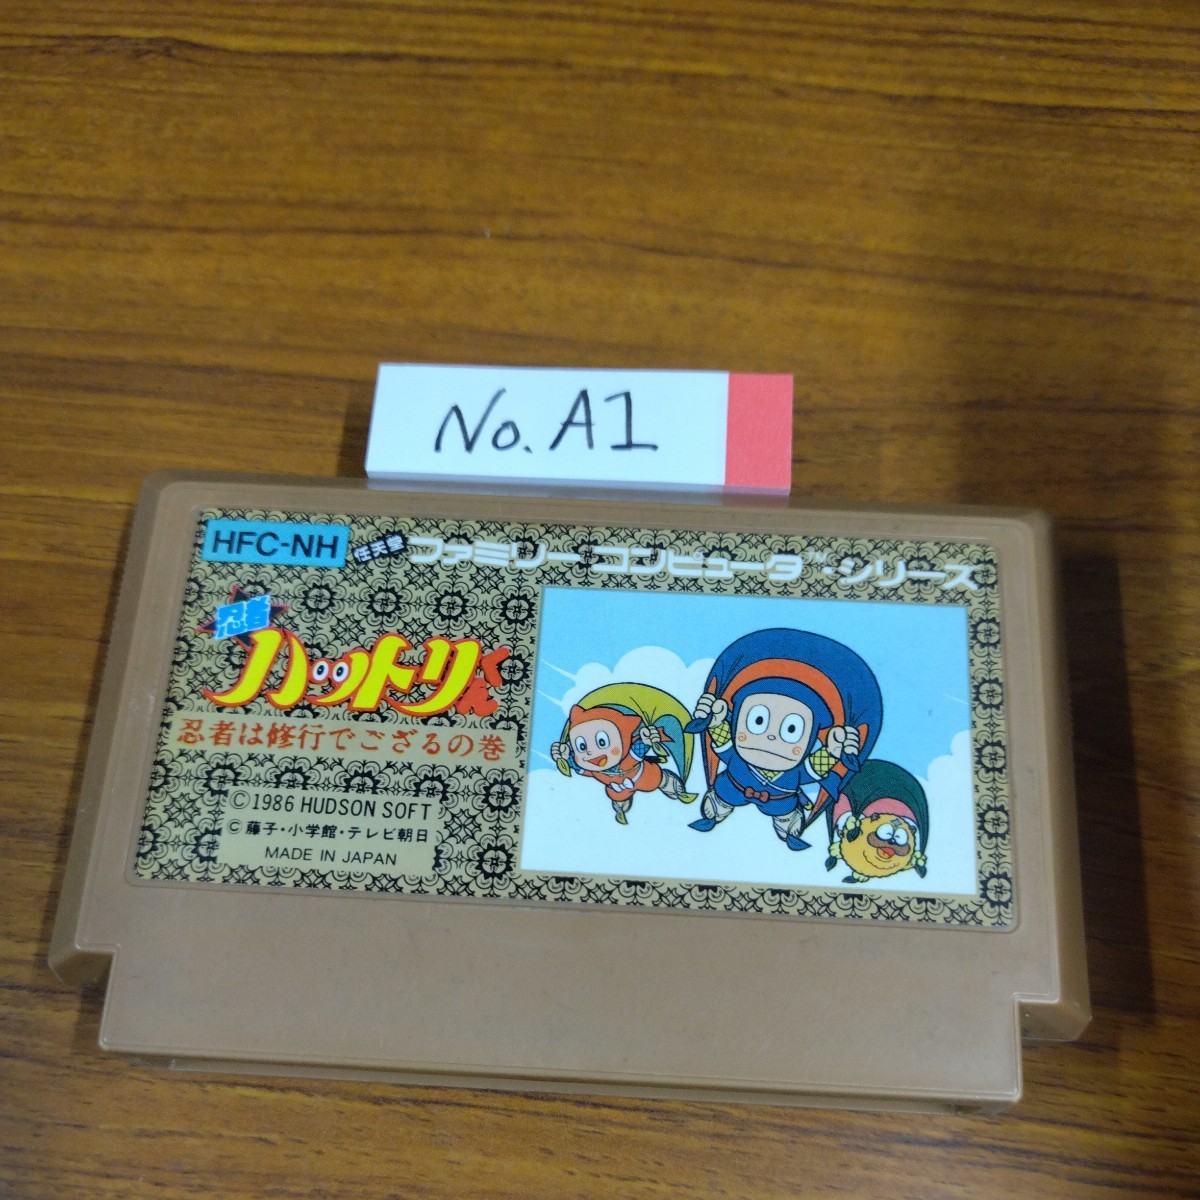 No. A1
HFC-NH
任天堂 ファミリー コンピュータ™・シリーズ
忍者
ハットリくん
忍者は修行でござるの巻
©1986 HUDSON SOFT
©藤子・小学館・テレビ朝日
MADE IN JAPAN